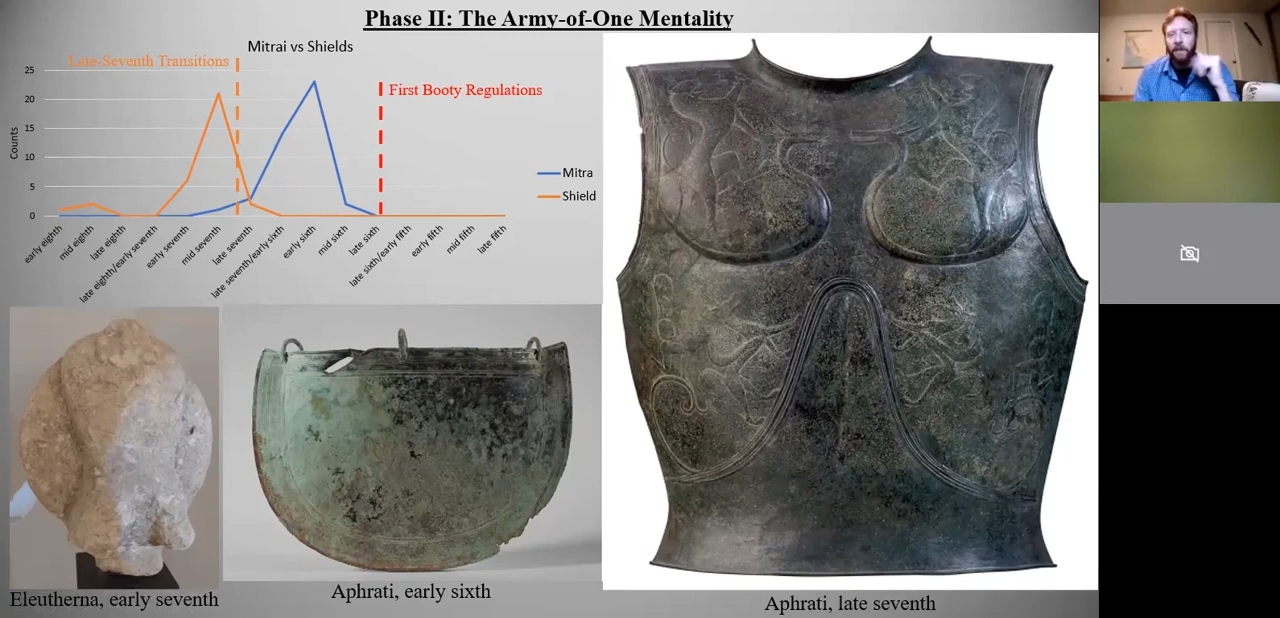 Phase II: The Army-of-One Mentality
Mitrai vs Shields
Late-Seventh Transitions
First Booty Regulations
Counts
25
20
15
10
5
0
early eighth
mid eighth
late eighth
late eighth/early seventh
early seventh
mid seventh
late seventh
late seventh/early sixth
early sixth
mid sixth
late sixth
late sixth/early fifth
early fifth
mid fifth
late fifth
Mitra
Shield
Eleutherna, early seventh
Aphrati, early sixth
Aphrati, late seventh